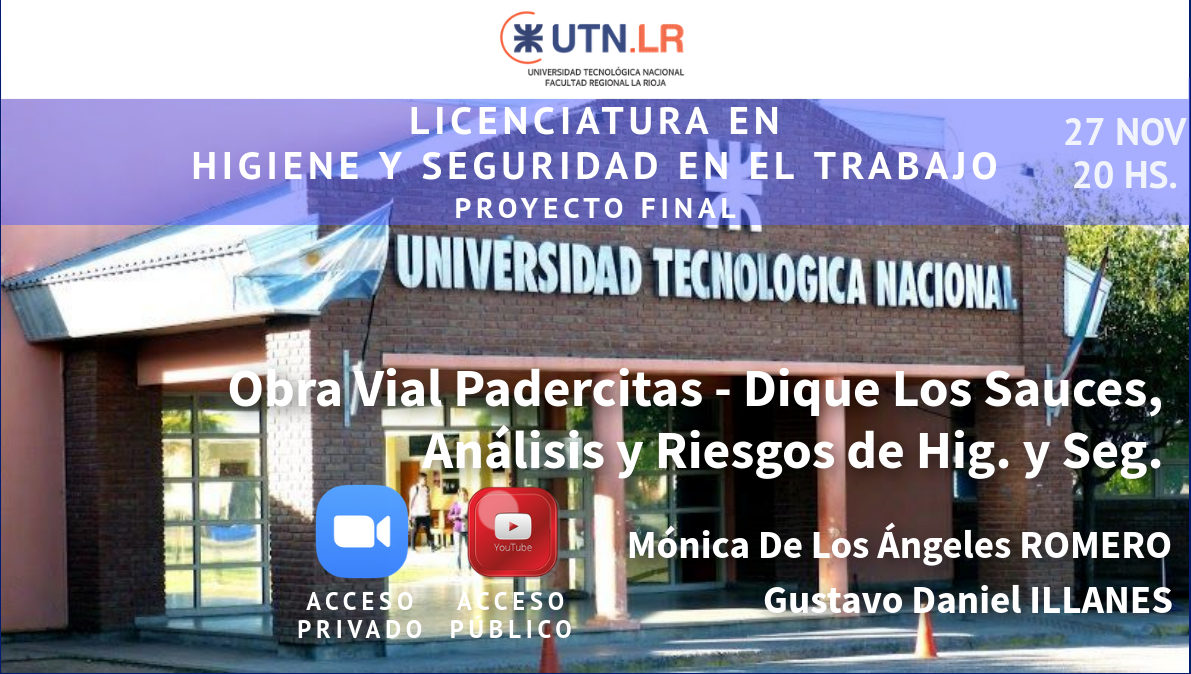 UTN.LR
UNIVERSIDAD TECNOLÓGICA NACIONAL
FACULTAD REGIONAL LA RIOJA
LICENCIATURA EN
HIGIENE Y SEGURIDAD EN EL TRABAJO
PROYECTO FINAL
27 NOV
20 HS.
UNIVERSIDAD TECNOLOGICA NACIONAL
Obra Vial Padercitas - Dique Los Sauces,
Análisis y Riesgos de Hig. y Seg.
YouTube
ACCESO
PRIVADO
ACCESO
PÚBLICO
Mónica De Los Ángeles ROMERO
Gustavo Daniel ILLANES